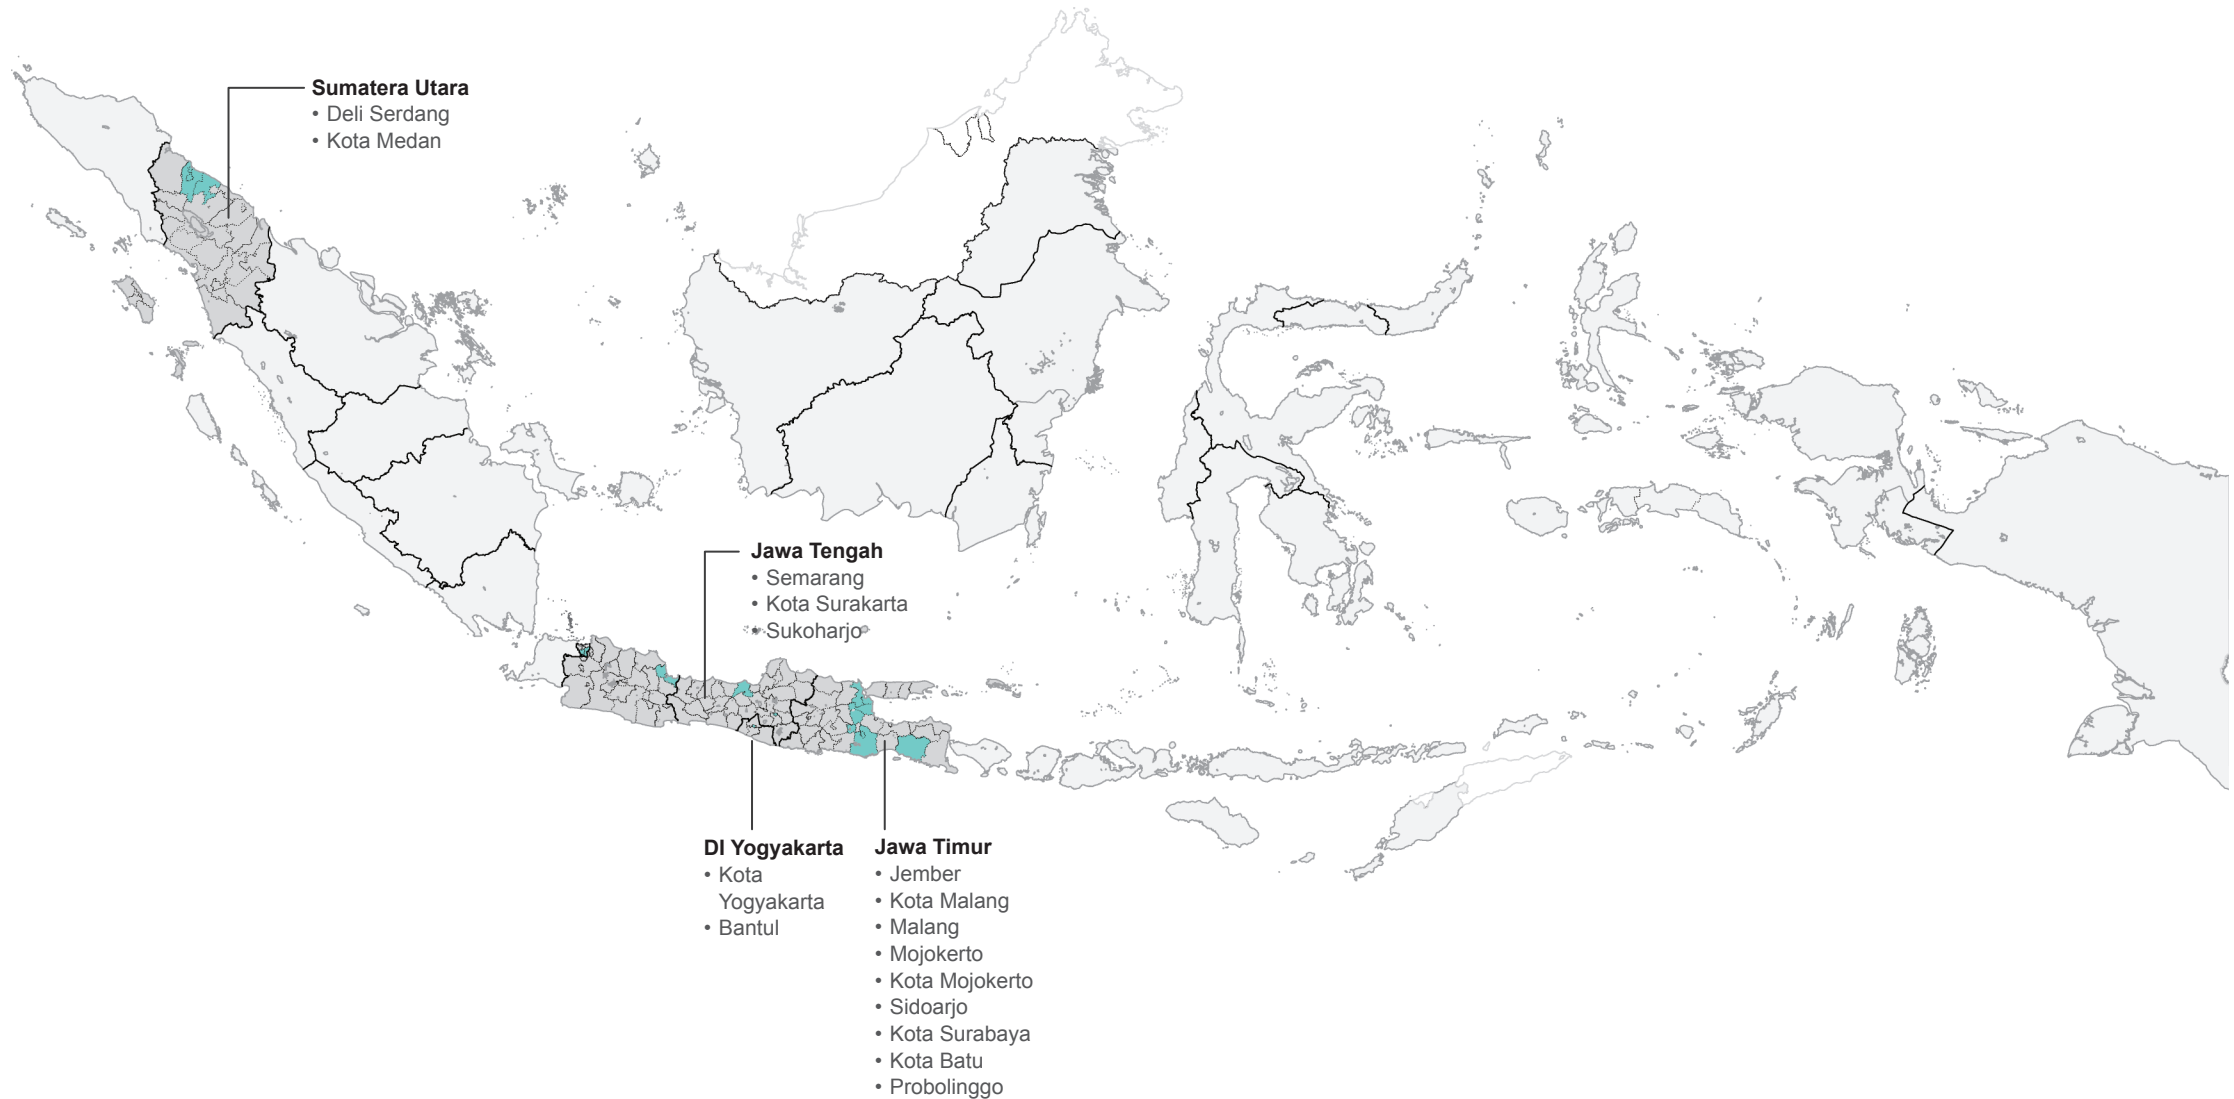 Sumatera Utara
• Deli Serdang
• Kota Medan
Jawa Tengah
• Semarang
• Kota Surakarta
• Sukoharjo
DI Yogyakarta
• Kota
Yogyakarta
• Bantul
Jawa Timur
• Jember
• Kota Malang
• Malang
• Mojokerto
• Kota Mojokerto
• Sidoarjo
• Kota Surabaya
• Kota Batu
• Probolinggo